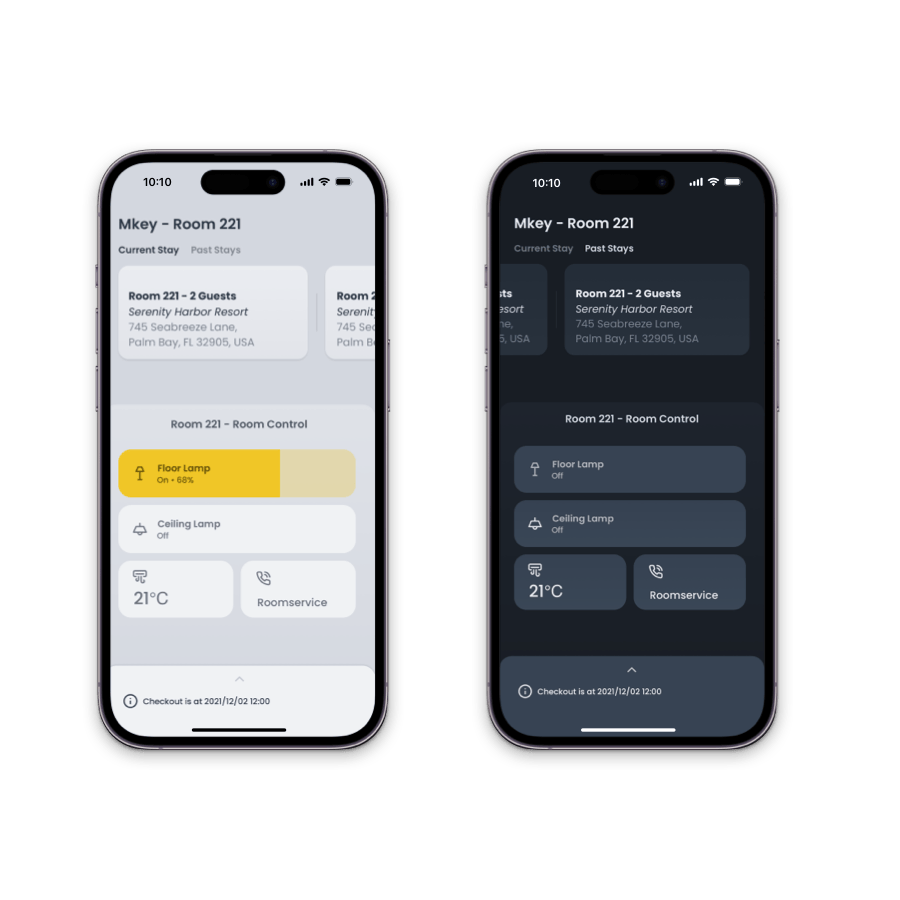 10:10
Mkey - Room 221
Current Stay Past Stays
Room 221 - 2 Guests
Serenity Harbor Resort
745 Seabreeze Lane,
Palm Bay, FL 32905, USA
Room 2
Serenit
745 Sea
Palm B
Room 221 - Room Control
Floor Lamp
On • 68%
Ceiling Lamp
Off
21°C
Roomservice
Checkout is at 2021/12/02 12:00
10:10
Mkey - Room 221
Current Stay Past Stays
sts
esort
ne,
5, USA
Room 221 - 2 Guests
Serenity Harbor Resort
745 Seabreeze Lane,
Palm Bay, FL 32905, USA
Room 221 - Room Control
Floor Lamp
Off
Ceiling Lamp
Off
21°C
Roomservice
Checkout is at 2021/12/02 12:00